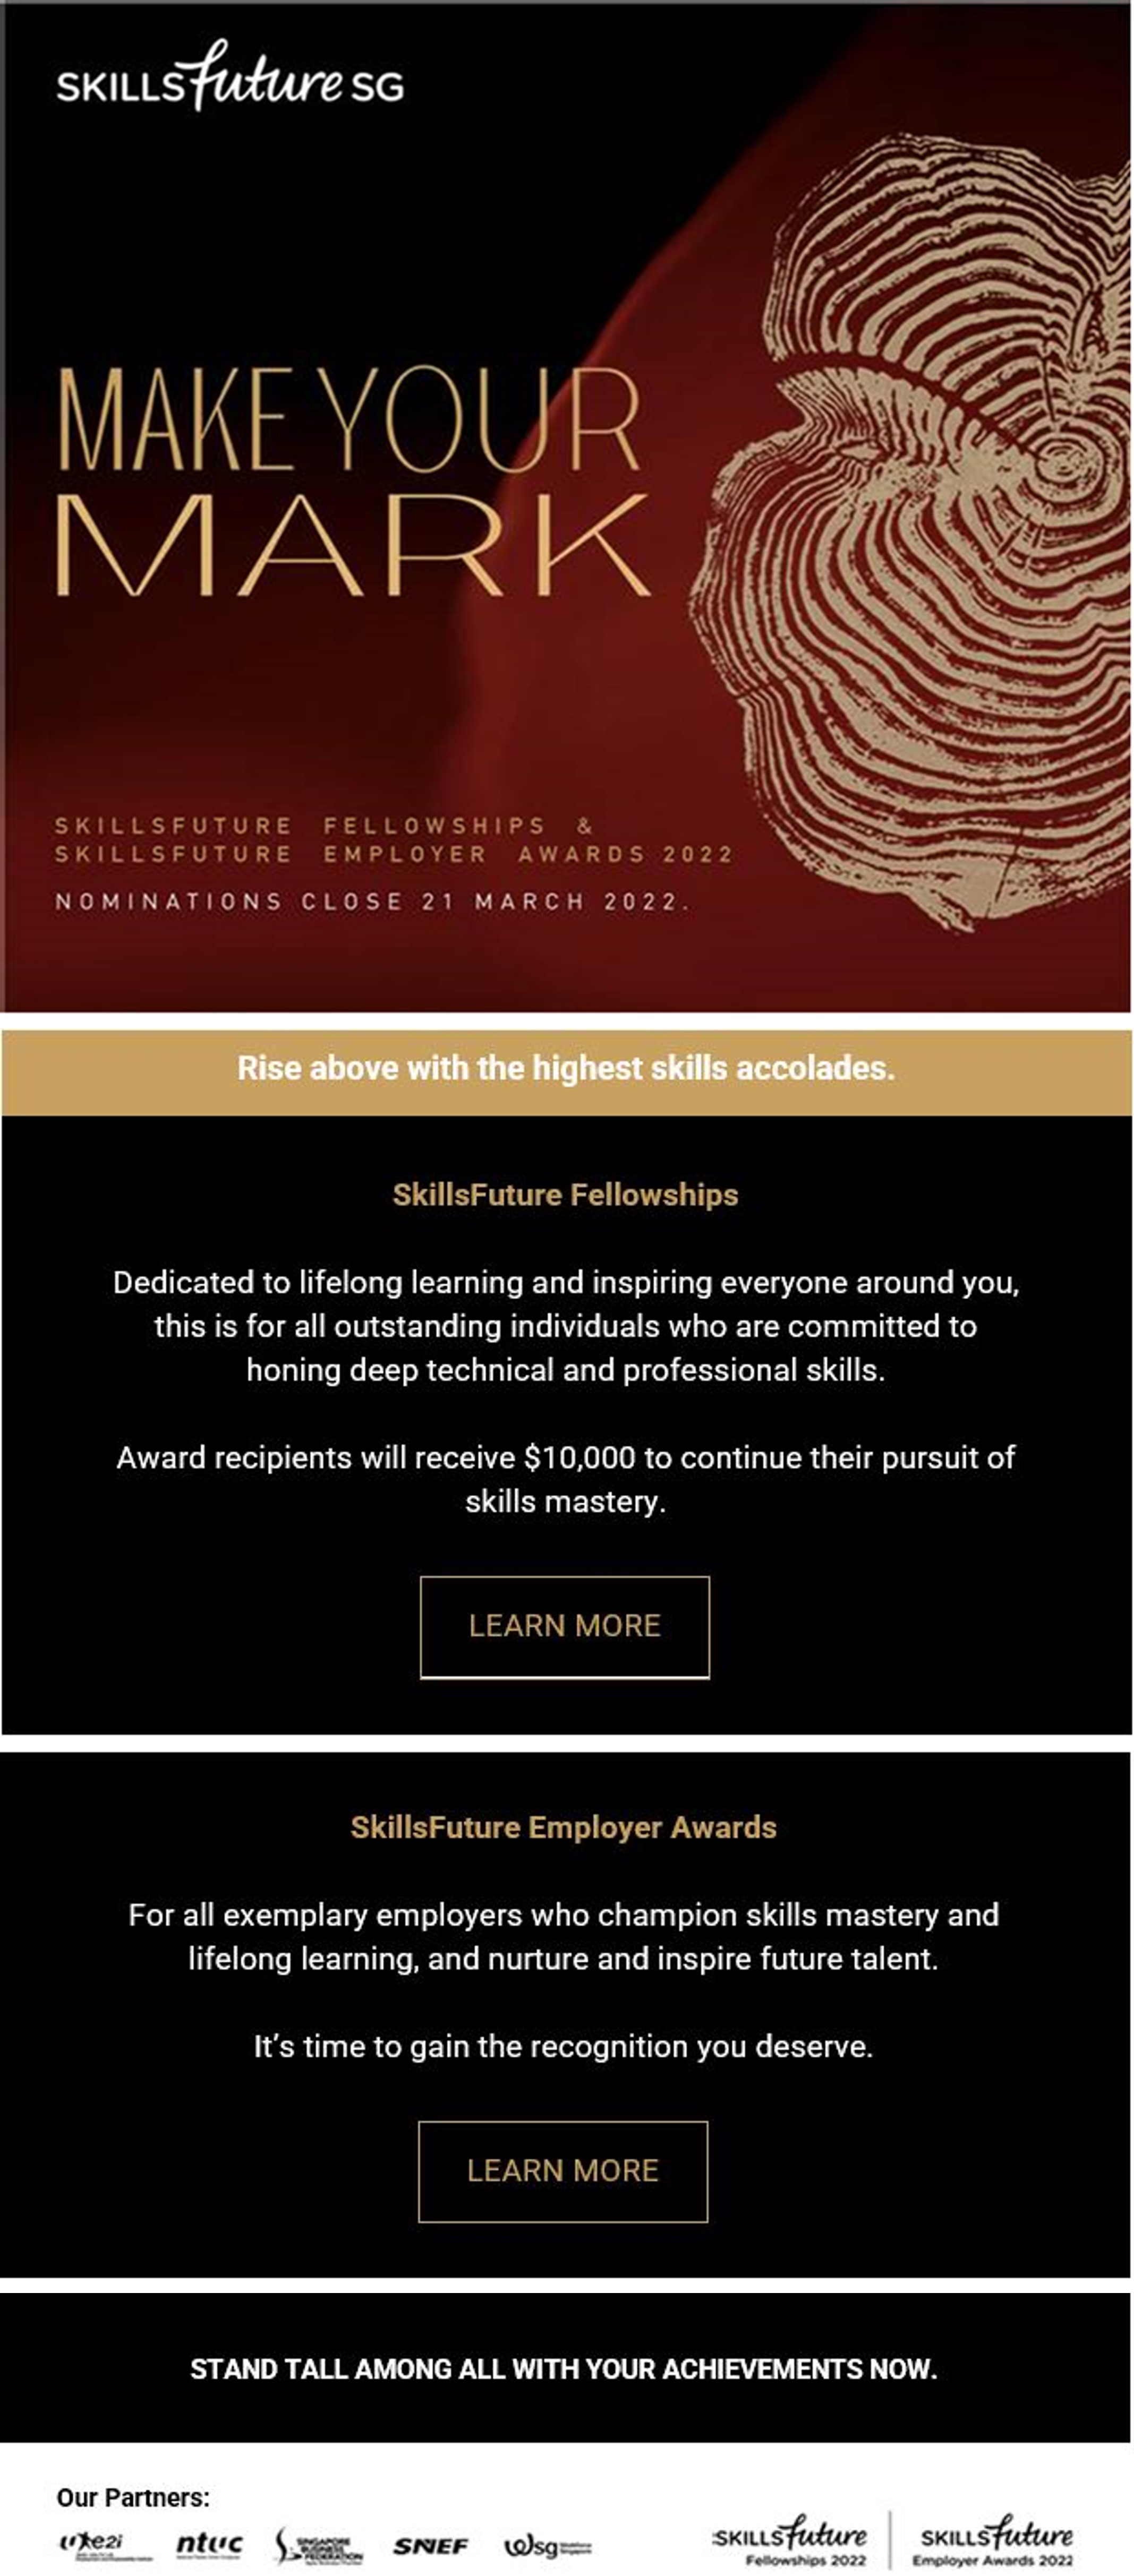 SKILLSfuture SG
MAKE YOUR
MARK
SKILLSFUTURE FELLOWSHIPS &
SKILLSFUTURE EMPLOYER AWARDS 2022
NOMINATIONS CLOSE 21 MARCH 2022.
Rise above with the highest skills accolades.
SkillsFuture Fellowships
Dedicated to lifelong learning and inspiring everyone around you,
this is for all outstanding individuals who are committed to
honing deep technical and professional skills.
Award recipients will receive $10,000 to continue their pursuit of
skills mastery.
LEARN MORE
SkillsFuture Employer Awards
For all exemplary employers who champion skills mastery and
lifelong learning, and nurture and inspire future talent.
It’s time to gain the recognition you deserve.
LEARN MORE
STAND TALL AMONG ALL WITH YOUR ACHIEVEMENTS NOW.
Our Partners:
ntuc
SINGAPORE
BUSINESS
FEDERATION
SNEF
wsg
SKILLSfuture
Fellowships 2022
SKILLSfuture
Employer Awards 2022